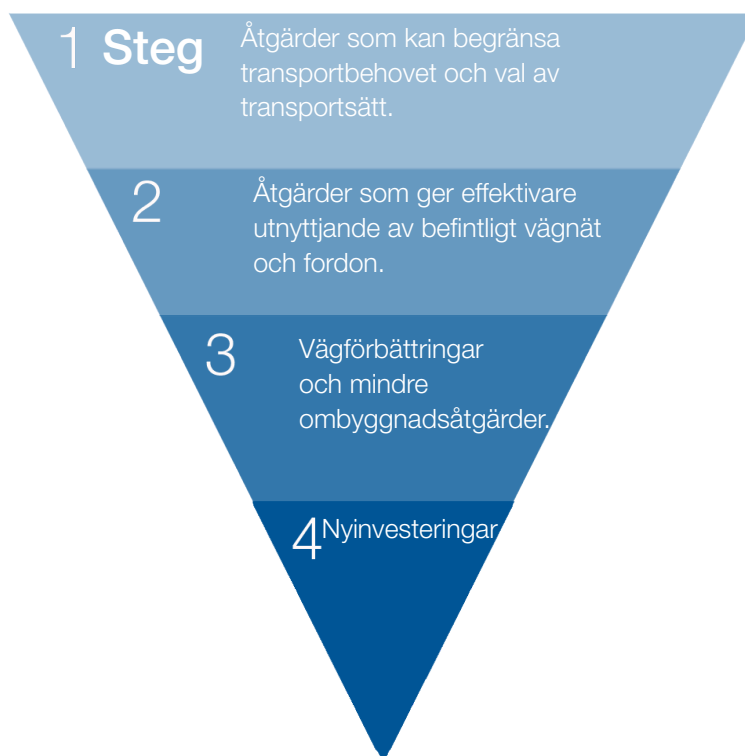 1 Steg Åtgärder som kan begränsa
transportbehovet och val av
transportsätt.
2 Åtgärder som ger effektivare
utnyttjande av befintligt vägnät
och fordon.
3 Vägförbättringar
och mindre
ombyggnadsåtgärder.
4 Nyinvesteringar